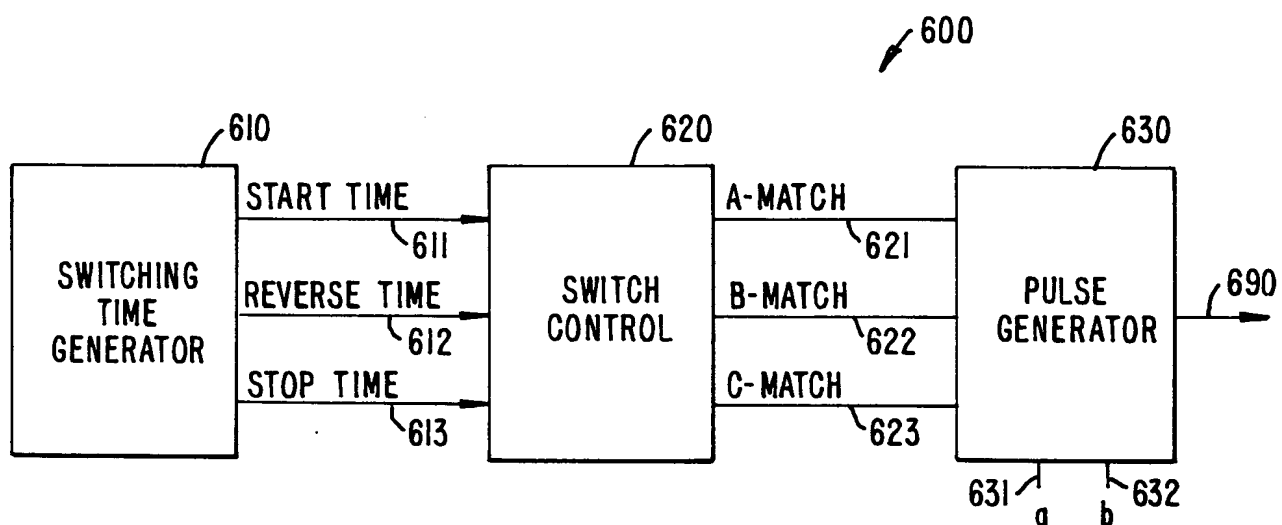 600
610
620
630
START TIME
611
REVERSE TIME
612
STOP TIME
613
SWITCHING
TIME
GENERATOR
A-MATCH
621
B-MATCH
622
C-MATCH
623
SWITCH
CONTROL
PULSE
GENERATOR
690
631
632
a
b